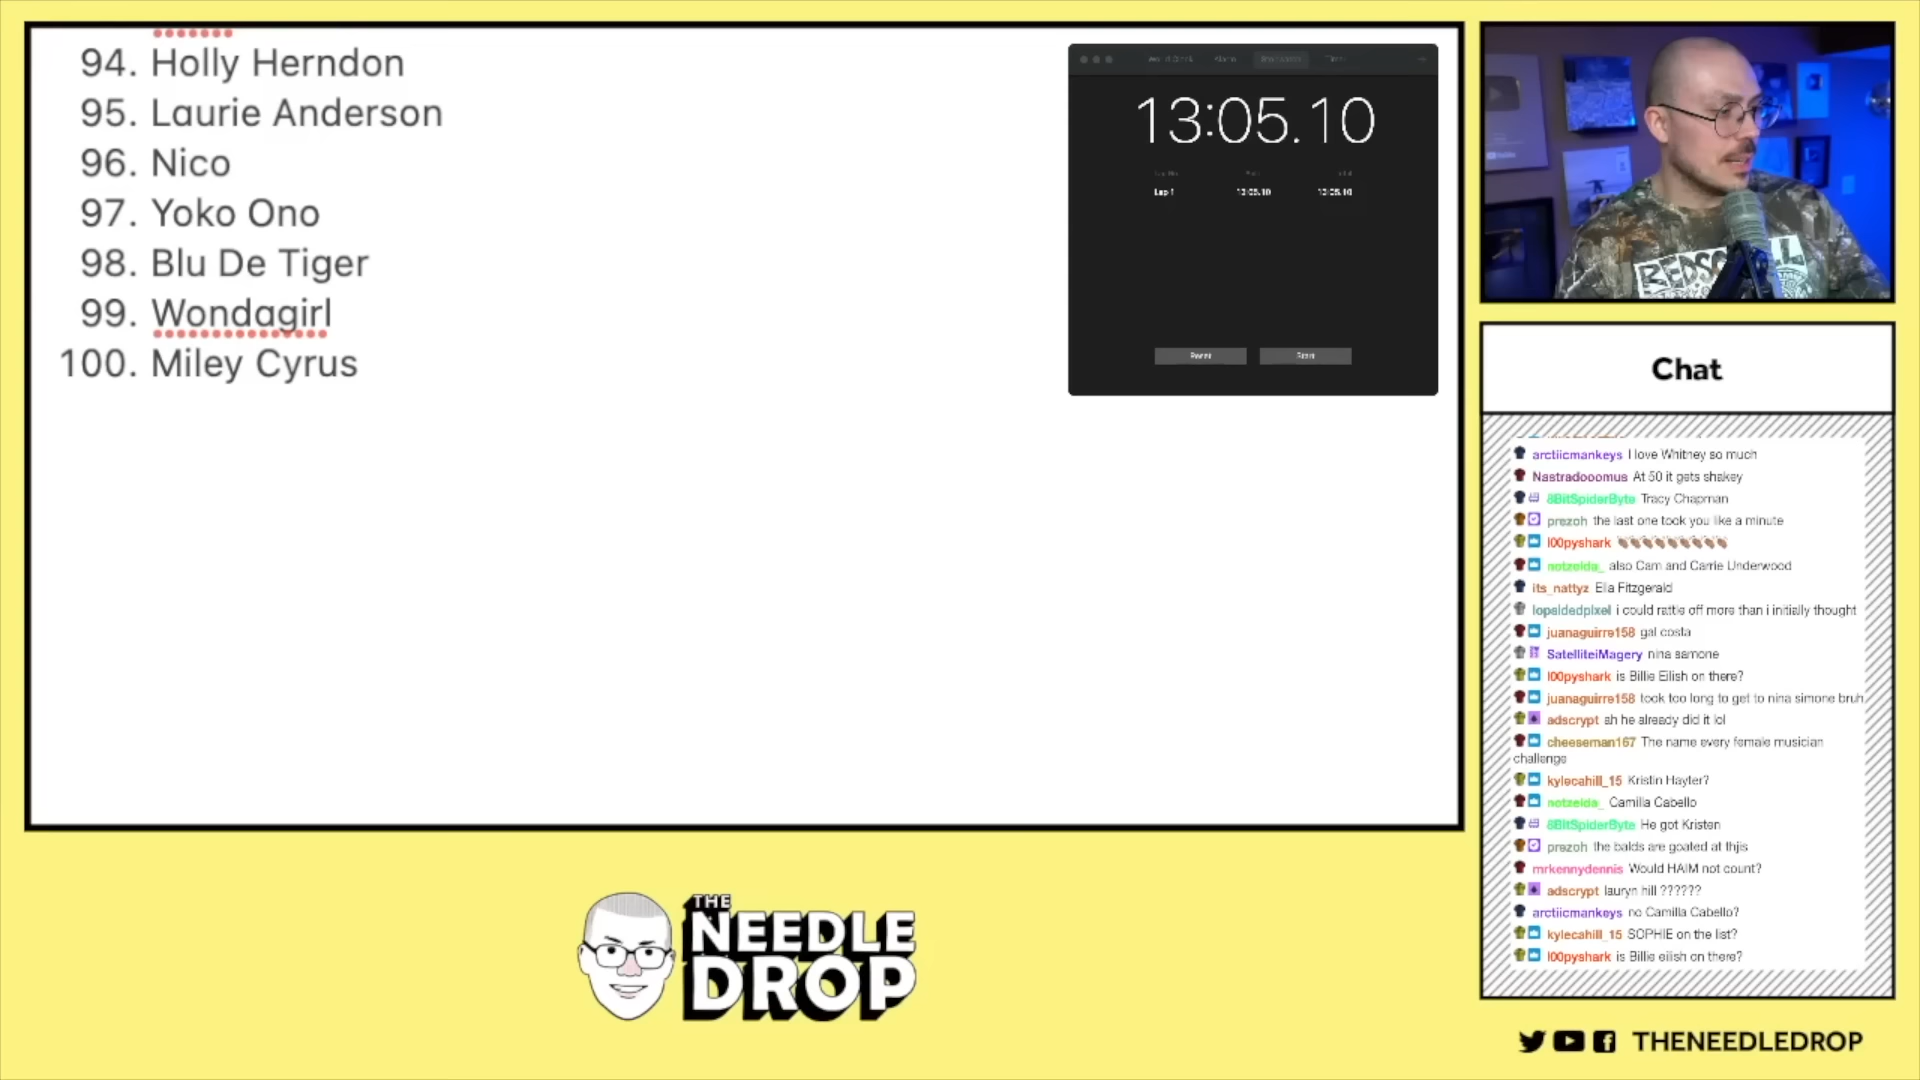 94. Holly Herndon
95. Laurie Anderson
96. Nico
97. Yoko Ono
98. Blu De Tiger
99. Wondagirl
100. Miley Cyrus
13:05.10
Lap 1 13:05.10 13:05.10
Reset Start
Chat
arctiicmankeys I love Whitney so much
Nastradooomus At 50 it gets shakey
8BitSpiderByte Tracy Chapman
prezoh the last one took you like a minute
l00pyshark
notzelda_ also Cam and Carrie Underwood
its_nattyz Ella Fitzgerald
lopsidedpixel i could rattle off more than i initially thought
juanaguirre158 gal costa
SatelliteiMagery nina samone
l00pyshark is Billie Eilish on there?
juanaguirre158 took too long to get to nina simone bruh
adscrypt ah he already did it lol
cheeseman167 The name every female musician
challenge
kylecahill_15 Kristin Hayter?
notzelda_ Camilla Cabello
8BitSpiderByte He got Kristen
prezoh the balds are goated at thjis
mrkennydennis Would HAIM not count?
adscrypt lauryn hill ??????
arctiicmankeys no Camilla Cabello?
kylecahill_15 SOPHIE on the list?
l00pyshark is Billie eilish on there?
THE
NEEDLE
DROP
THENEEDLEDROP